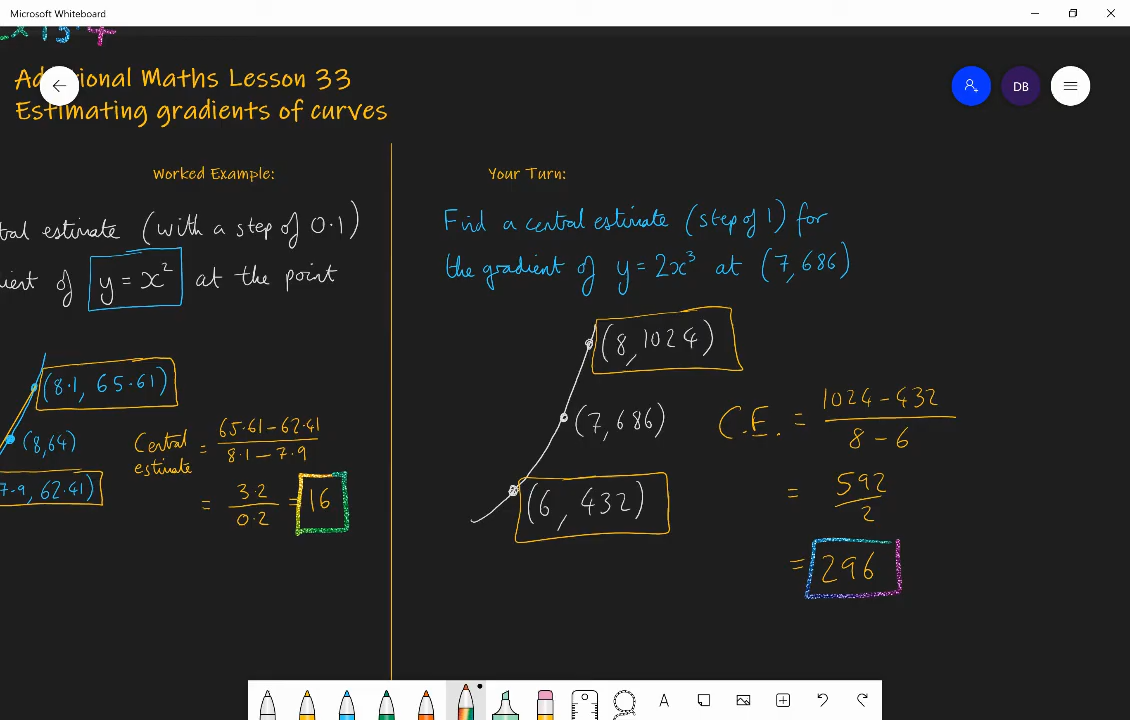 Microsoft Whiteboard
Additional Maths Lesson 33
Estimating gradients of curves
DB
Worked Example:
estimate (with a step of 0.1)
of y = x² at the point
(8.1, 65.61)
(8,64)
7.9, 62.41)
Central estimate = 65.61 - 62.41 / 8.1 - 7.9
= 3.2 / 0.2 = 16
Your Turn:
Find a central estimate (step of 1) for
the gradient of y = 2x³ at (7,686)
(8,1024)
(7,686)
(6, 432)
C.E. = 1024 - 432 / 8 - 6
= 592 / 2
= 296
A